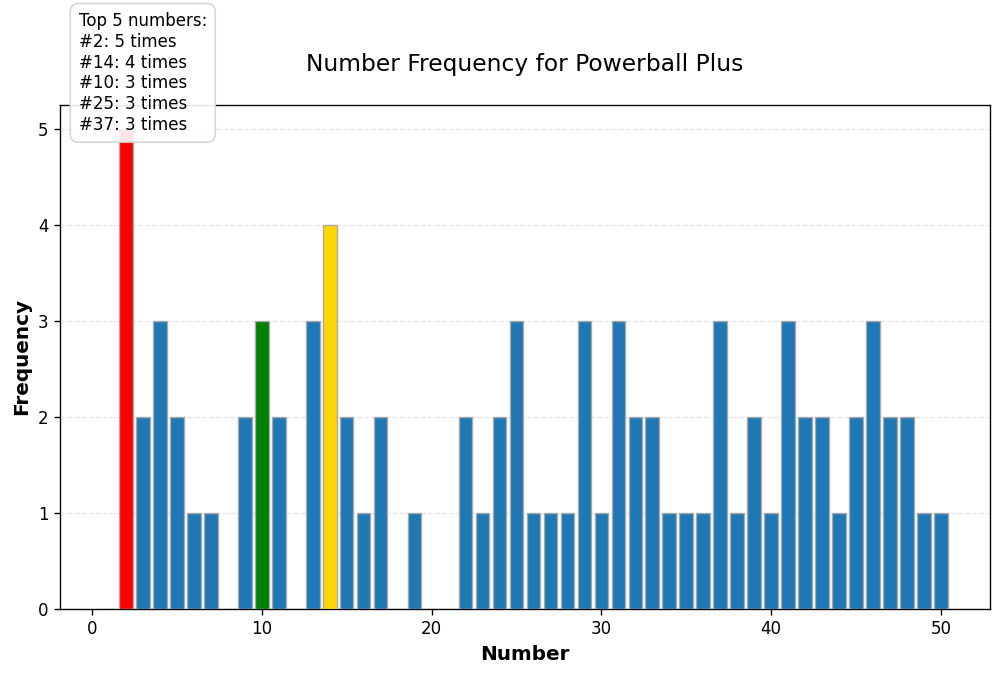 Top 5 numbers:
#2: 5 times
#14: 4 times
#10: 3 times
#25: 3 times
#37: 3 times
Number Frequency for Powerball Plus
Frequency
5
4
3
2
1
0
0 10 20 30 40 50
Number